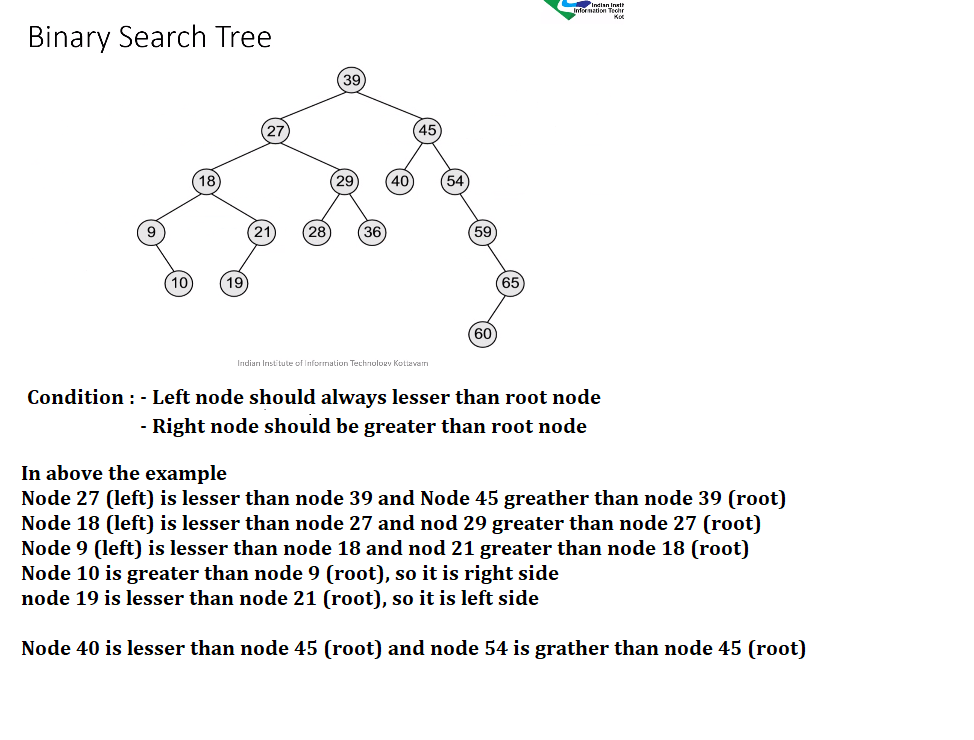 Indian Insti
Information Techr
Kot
Binary Search Tree
39
27 45
18 29 40 54
9 21 28 36 59
10 19 65
60
Indian Institute of Information Technology Kottayam
Condition : - Left node should always lesser than root node
- Right node should be greater than root node
In above the example
Node 27 (left) is lesser than node 39 and Node 45 greather than node 39 (root)
Node 18 (left) is lesser than node 27 and nod 29 greater than node 27 (root)
Node 9 (left) is lesser than node 18 and nod 21 greater than node 18 (root)
Node 10 is greater than node 9 (root), so it is right side
node 19 is lesser than node 21 (root), so it is left side
Node 40 is lesser than node 45 (root) and node 54 is grather than node 45 (root)